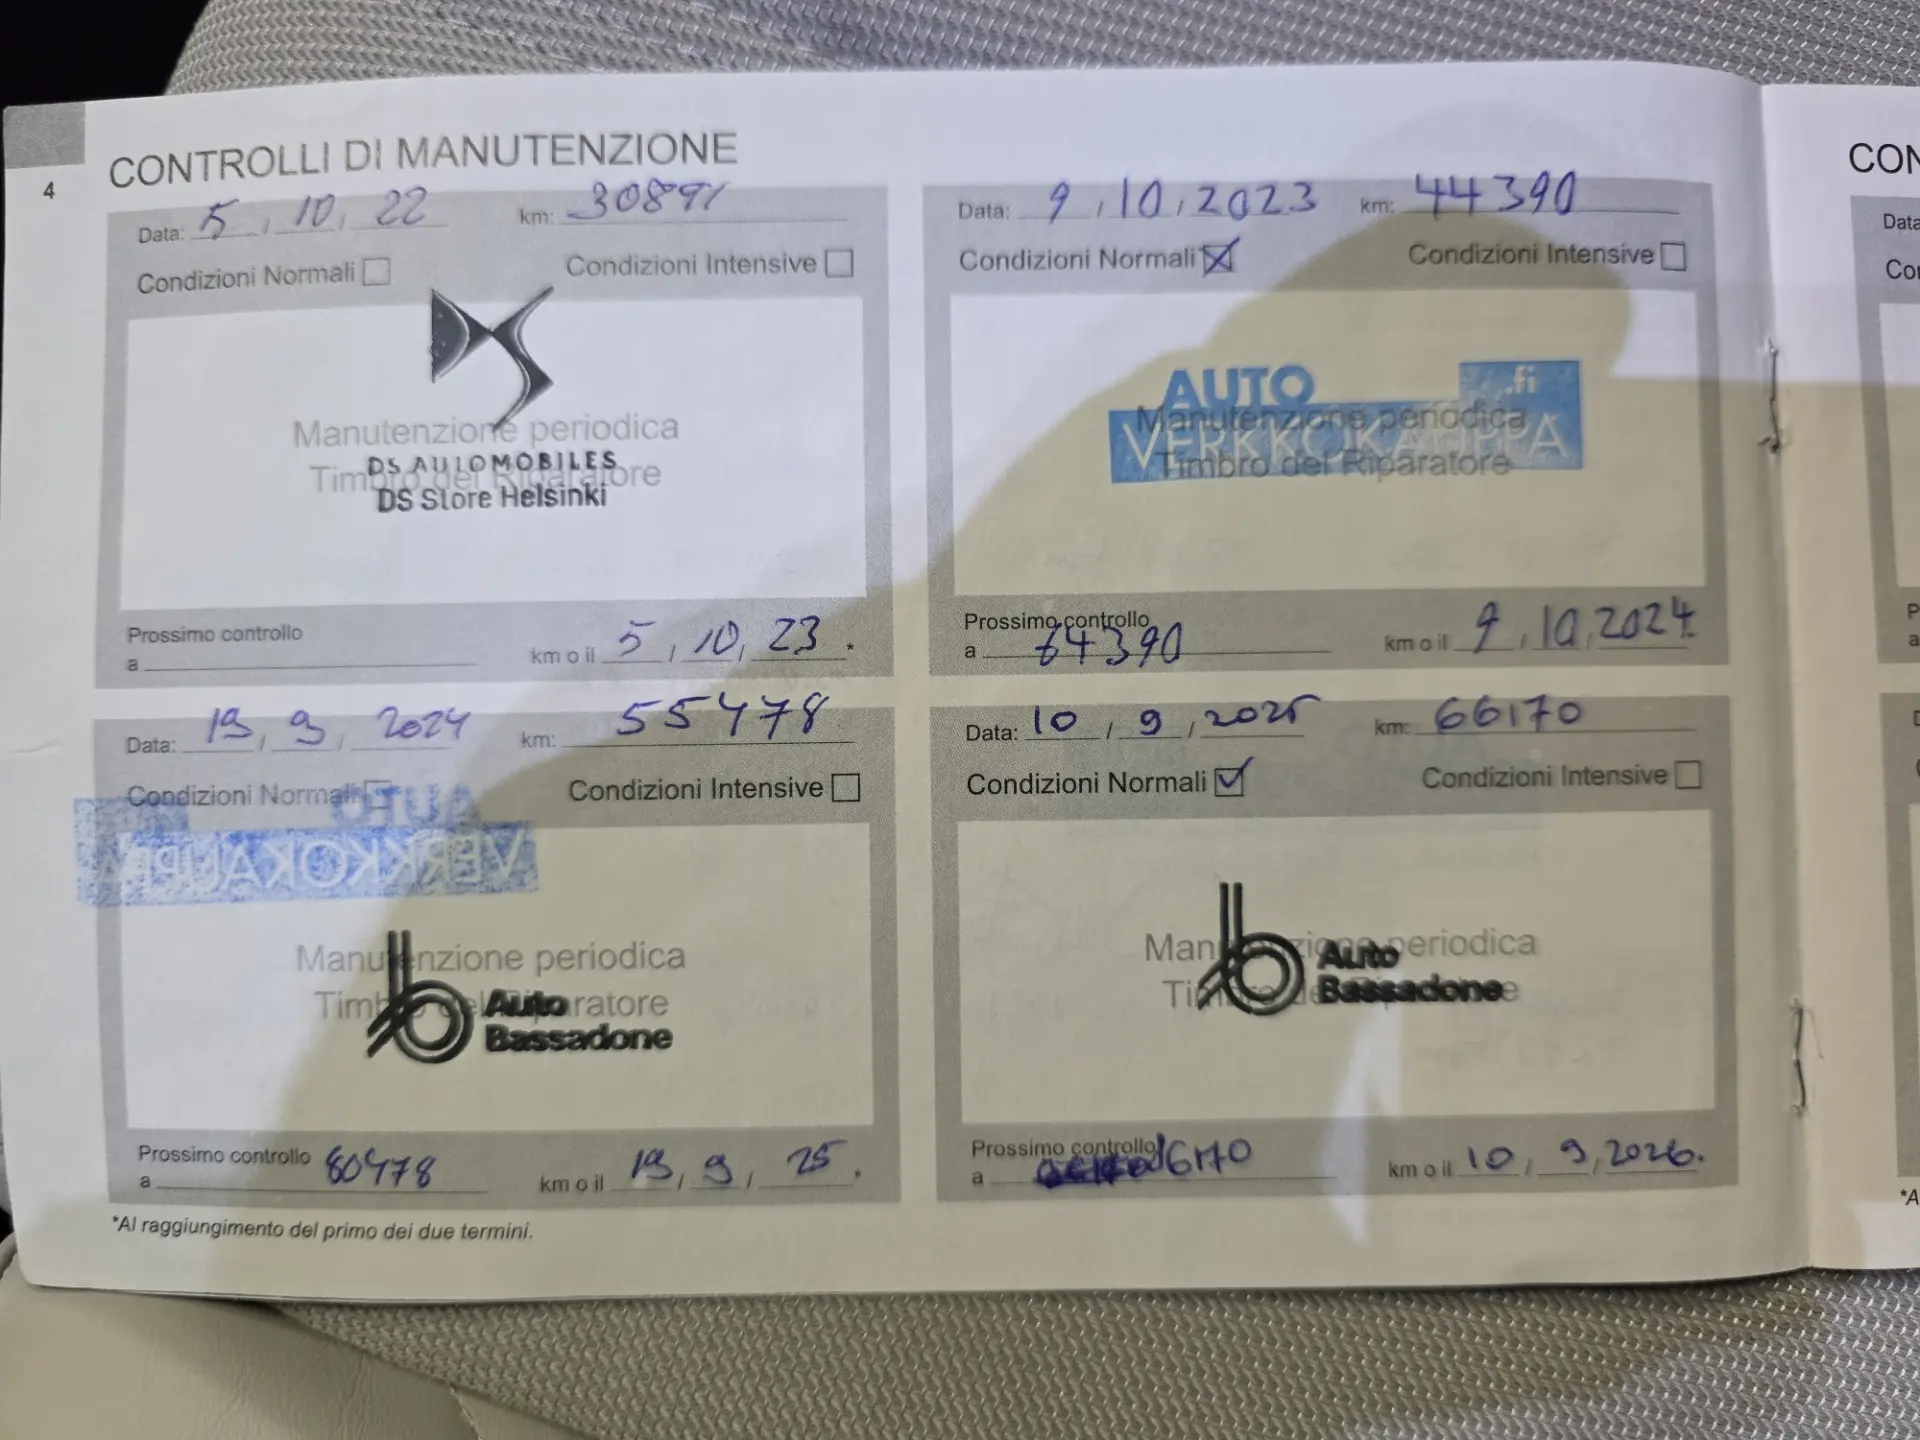 4
CONTROLLI DI MANUTENZIONE
Data: 5, 10, 22 km: 30891
Condizioni Normali Condizioni Intensive
Manutenzione periodica
Timbro del Riparatore
DS AUTOMOBILES
DS Store Helsinki
Prossimo controllo
a km o il 5, 10, 23 *
Data: 9, 10, 2023 km: 44390
Condizioni Normali Condizioni Intensive
AUTO .fi
VERKKOKAUPPA
Manutenzione periodica
Timbro del Riparatore
Prossimo controllo
a 64390 km o il 9, 10, 2024.
Data: 19, 9, 2024 km: 55478
Condizioni Normali Condizioni Intensive
AUTO
VERKKOKAUPPA
Manutenzione periodica
Timbro del Riparatore
Auto
Bassadone
Prossimo controllo
a 80478 km o il 19, 9, 25.
Data: 10, 9, 2025 km: 66170
Condizioni Normali Condizioni Intensive
Manutenzione periodica
Timbro del Riparatore
Auto
Bassadone
Prossimo controllo
a km o il 10, 9, 2026.
*Al raggiungimento del primo dei due termini.
CON
Data
Co
P
a
*A